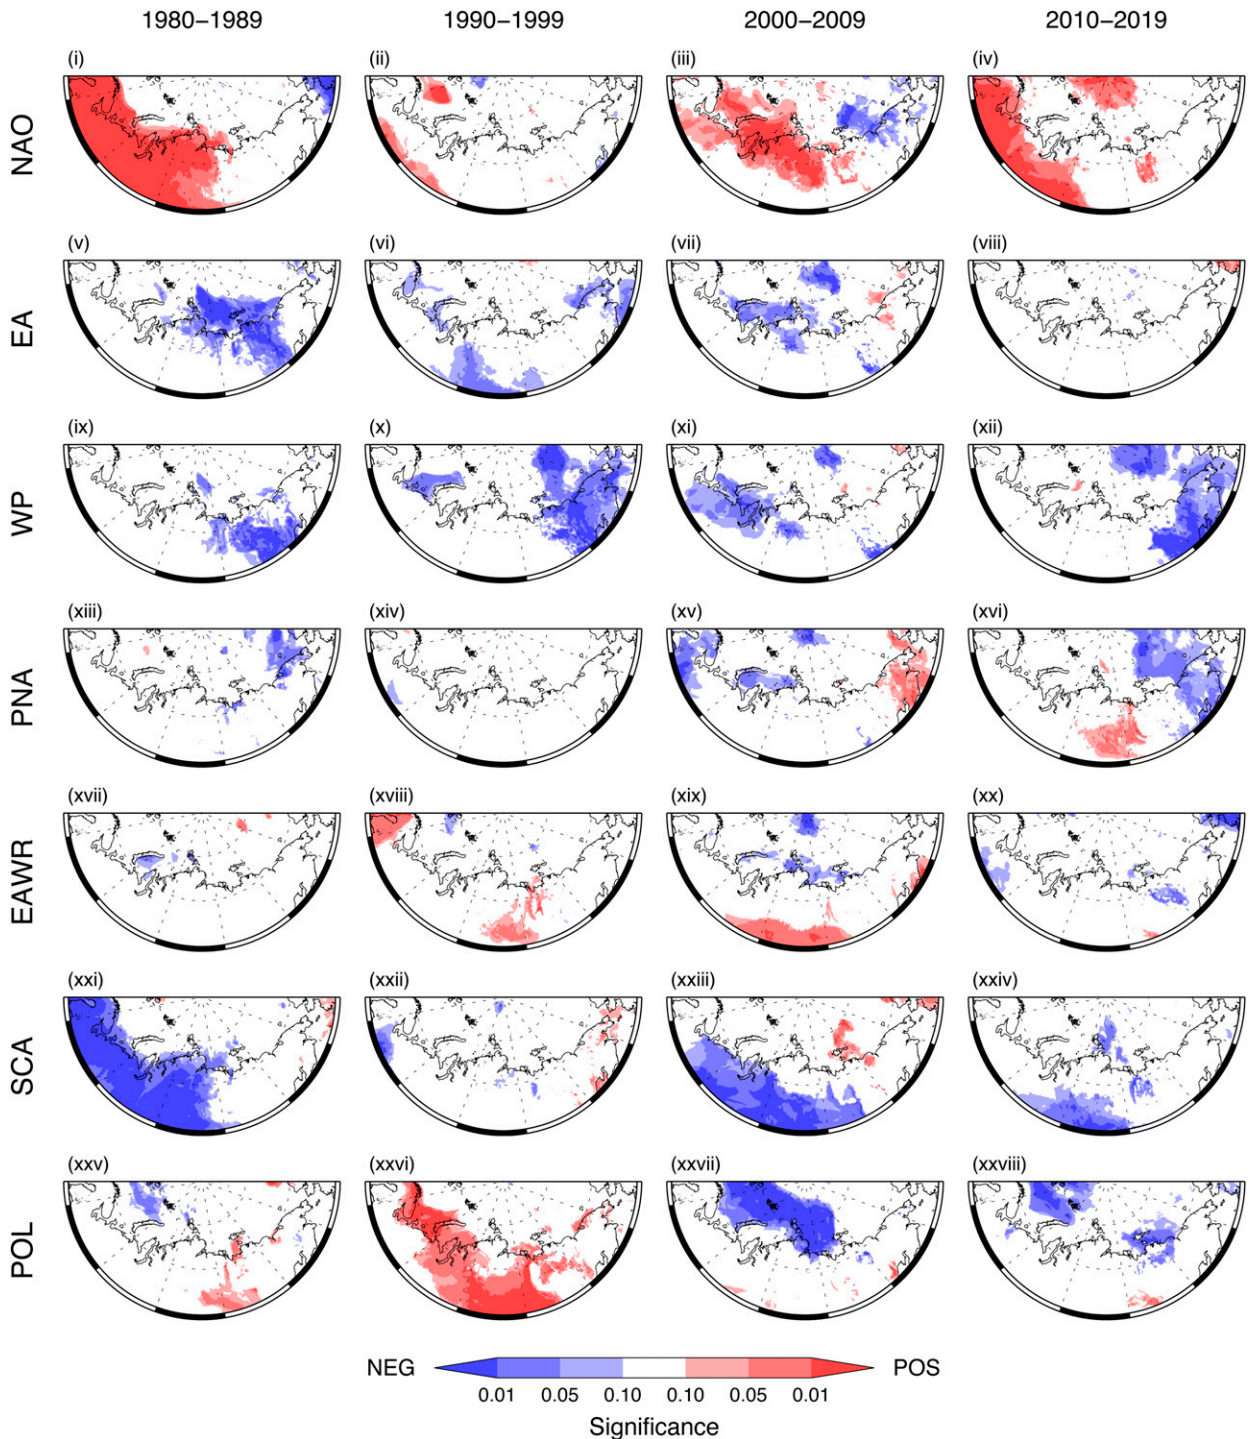 1980–1989 1990–1999 2000–2009 2010–2019
(i) (ii) (iii) (iv)
NAO
(v) (vi) (vii) (viii)
EA
(ix) (x) (xi) (xii)
WP
(xiii) (xiv) (xv) (xvi)
PNA
(xvii) (xviii) (xix) (xx)
EAWR
(xxi) (xxii) (xxiii) (xxiv)
SCA
(xxv) (xxvi) (xxvii) (xxviii)
POL
NEG POS
0.01 0.05 0.10 0.10 0.05 0.01
Significance